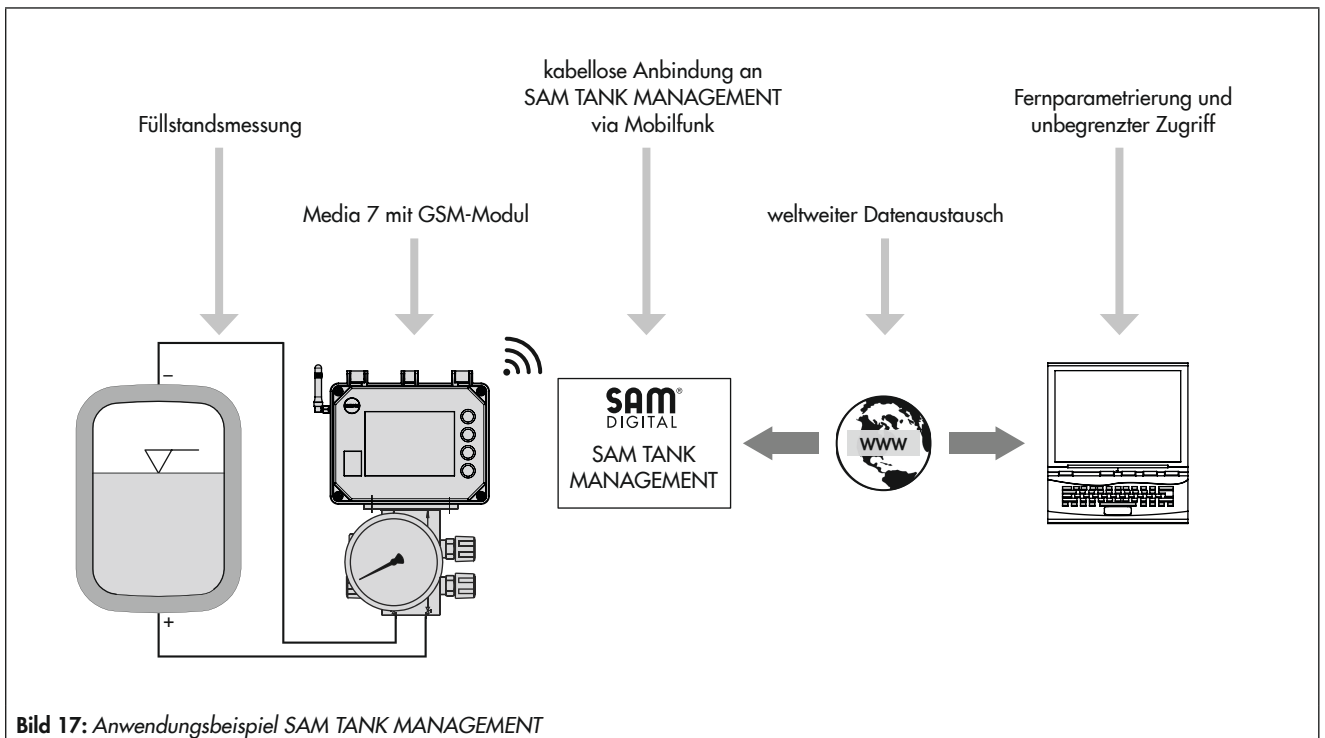 kabellose Anbindung an
SAM TANK MANAGEMENT
via Mobilfunk
Fernparametrierung und
unbegrenzter Zugriff
Füllstandsmessung
Media 7 mit GSM-Modul
weltweiter Datenaustausch
–
+
SAM®
DIGITAL
SAM TANK
MANAGEMENT
www
Bild 17: Anwendungsbeispiel SAM TANK MANAGEMENT